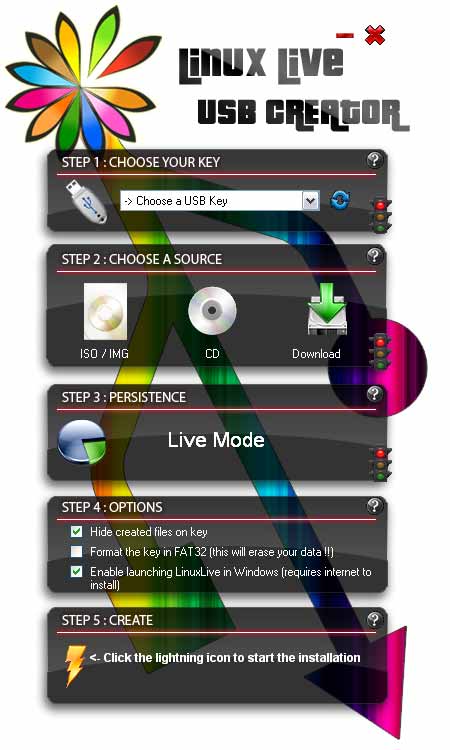 Linux Live
USB CREATOR
STEP 1 : CHOOSE YOUR KEY
?
-> Choose a USB Key
STEP 2 : CHOOSE A SOURCE
?
ISO / IMG CD Download
STEP 3 : PERSISTENCE
?
Live Mode
STEP 4 : OPTIONS
?
Hide created files on key
Format the key in FAT32 (this will erase your data !!)
Enable launching LinuxLive in Windows (requires internet to
install)
STEP 5 : CREATE
?
<- Click the lightning icon to start the installation